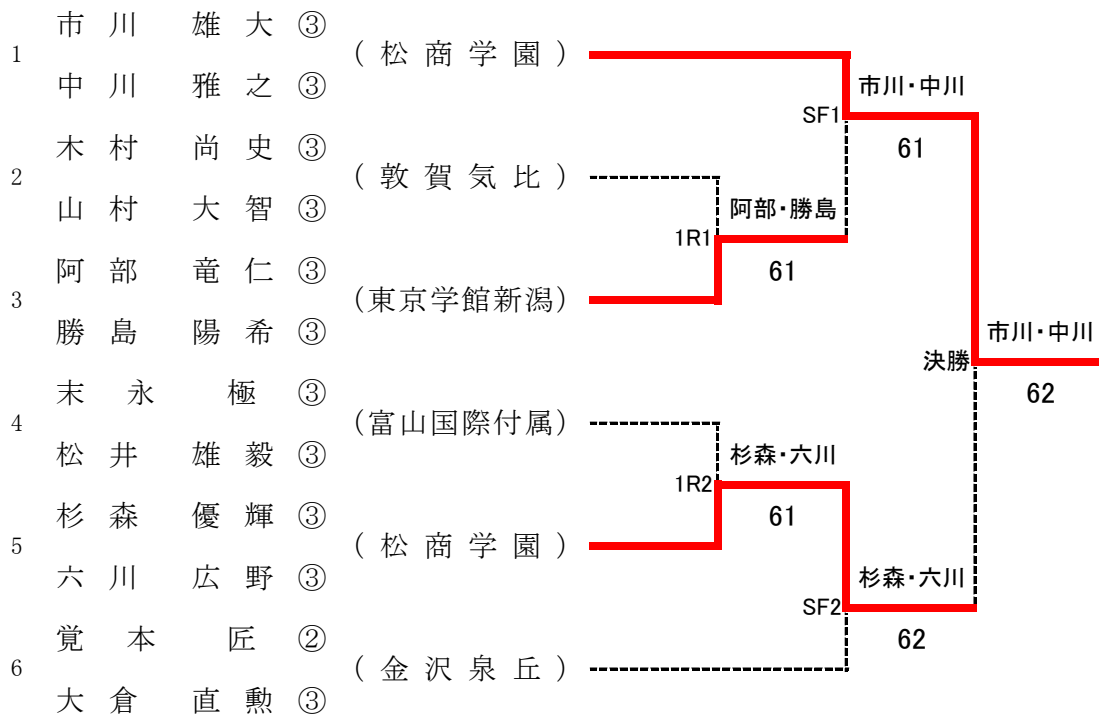 市川 雄大 ③
1 (松商学園)
中川 雅之 ③
市川・中川
SF1
61
木村 尚史 ③
2 (敦賀気比)
山村 大智 ③
阿部・勝島
1R1
61
阿部 竜仁 ③
3 (東京学館新潟)
勝島 陽希 ③
市川・中川
決勝
62
末永 極 ③
4 (富山国際付属)
松井 雄毅 ③
杉森・六川
1R2
61
杉森 優輝 ③
5 (松商学園)
六川 広野 ③
杉森・六川
SF2
62
覚本 匠 ②
6 (金沢泉丘)
大倉 直勲 ③